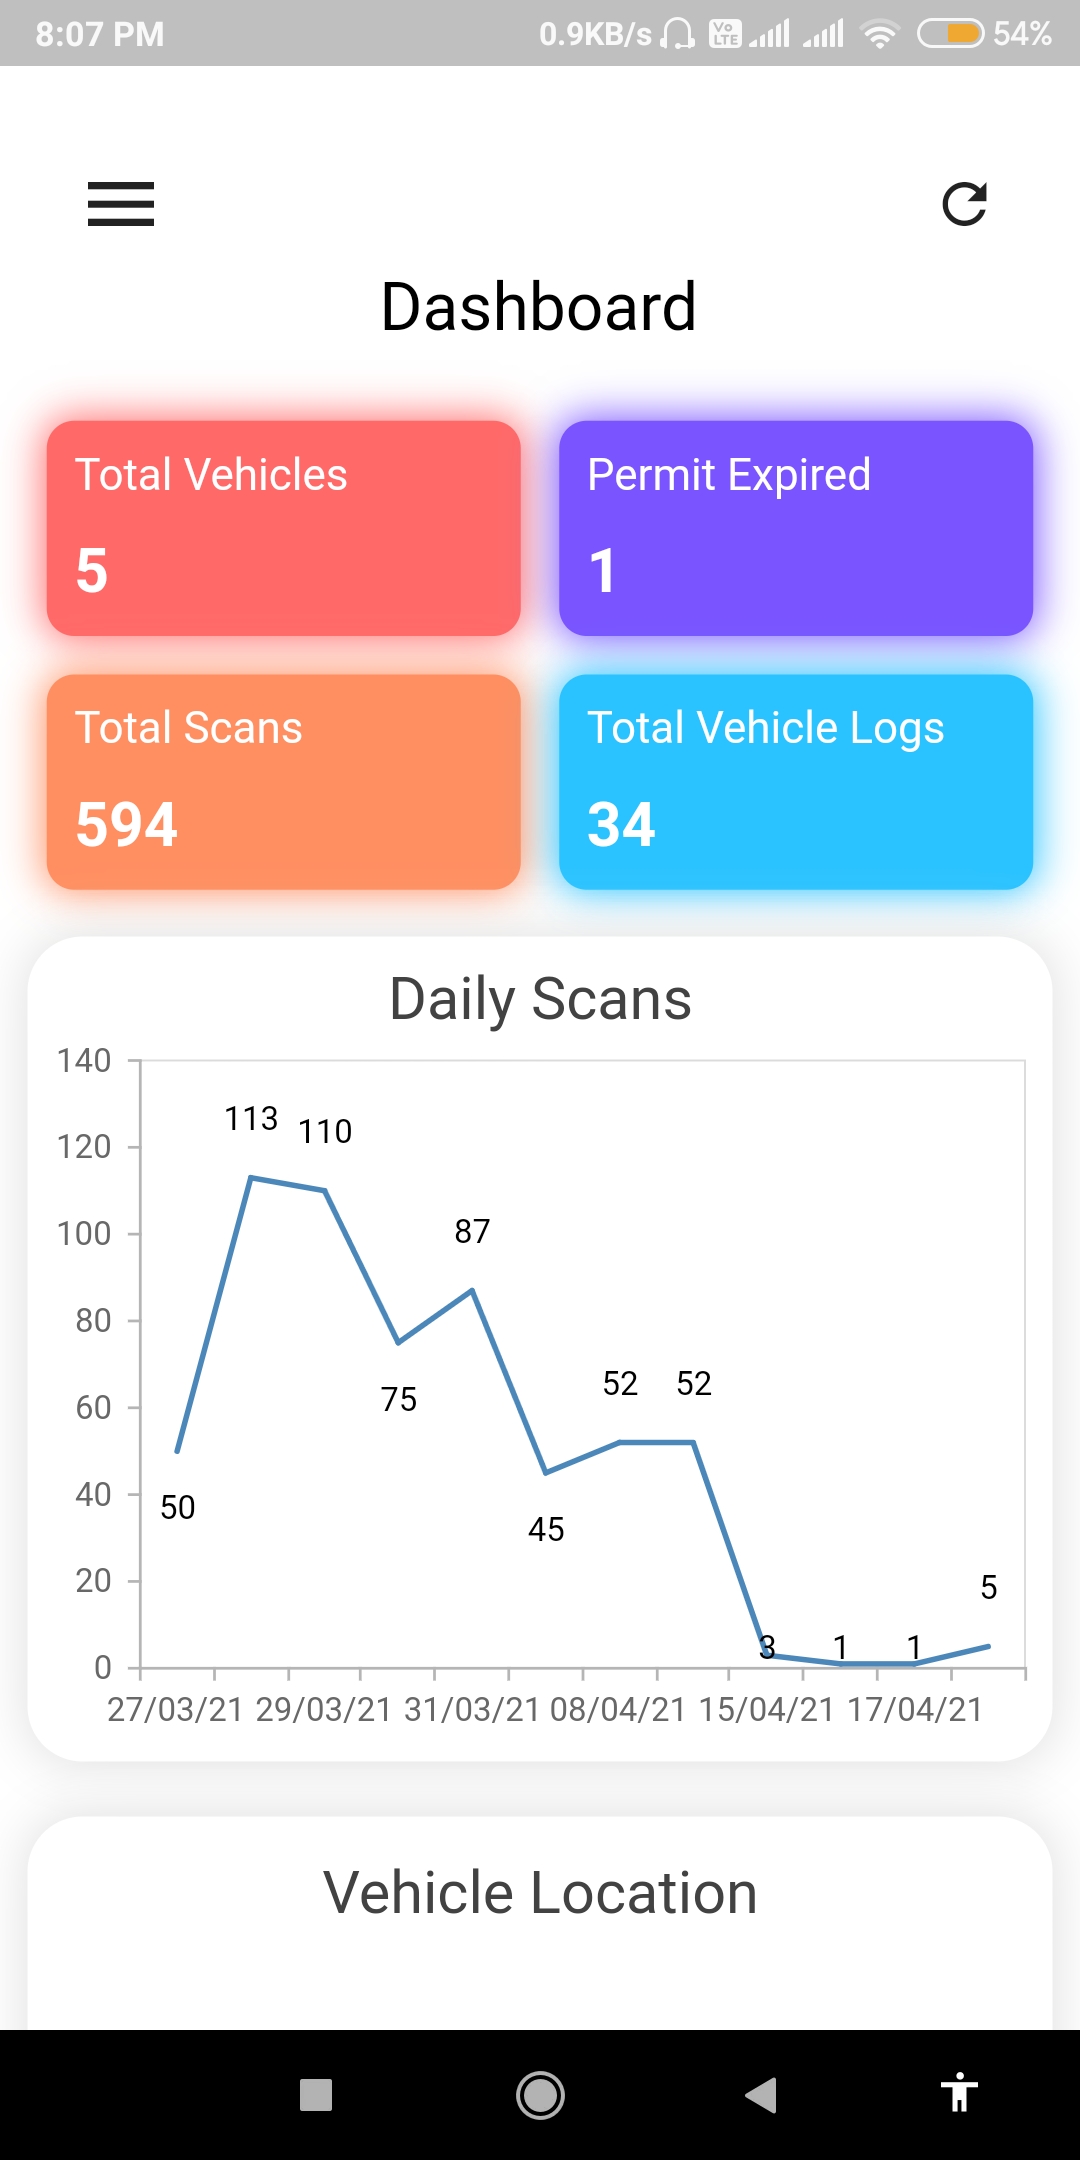 8:07 PM 0.9KB/s Vo LTE 54%
Dashboard
Total Vehicles
5
Permit Expired
1
Total Scans
594
Total Vehicle Logs
34
Daily Scans
140
120
100
80
60
40
20
0
50
113
110
75
87
45
52
52
3
1
1
5
27/03/21 29/03/21 31/03/21 08/04/21 15/04/21 17/04/21
Vehicle Location